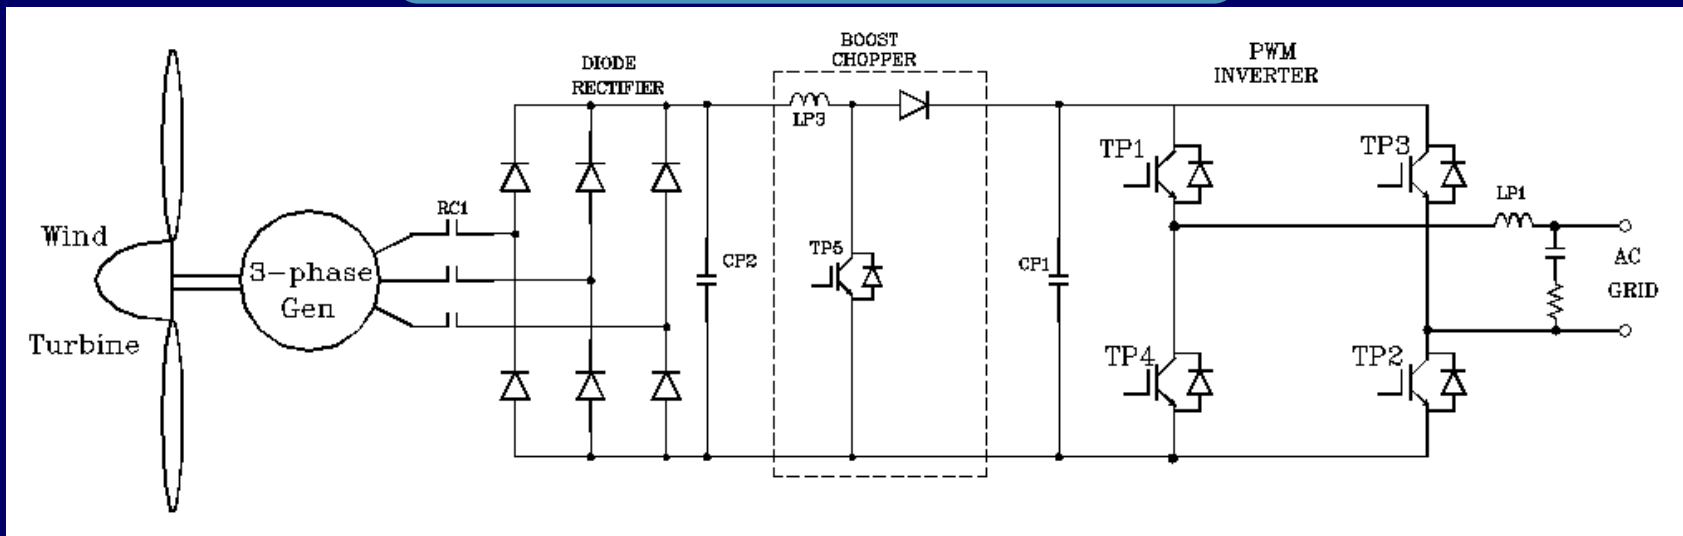 BOOST
CHOPPER
DIODE
RECTIFIER
PWM
INVERTER
LP3
TP1
TP3
RC1
LP1
Wind
3-phase
Gen
Turbine
TP5
CP2
CP1
AC
GRID
TP4
TP2